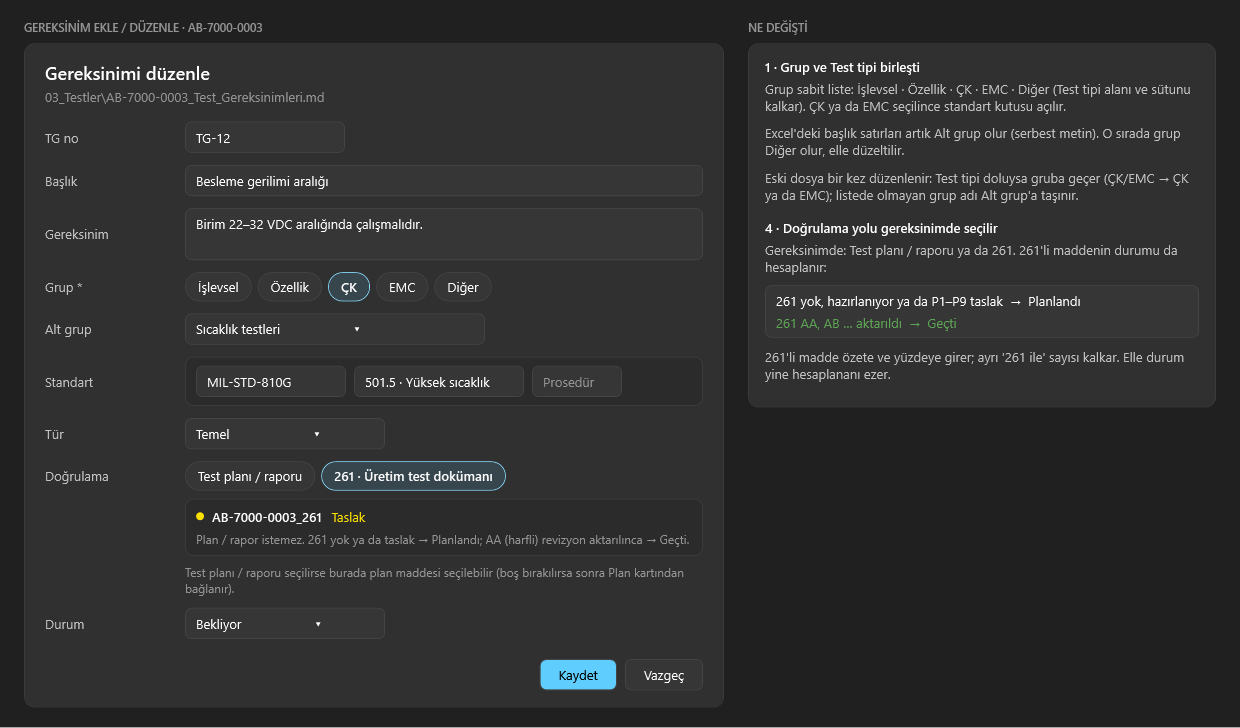 GEREKSİNİM EKLE / DÜZENLE · AB-7000-0003
Gereksinimi düzenle
03_Testler\AB-7000-0003_Test_Gereksinimleri.md
TG no
TG-12
Başlık
Besleme gerilimi aralığı
Gereksinim
Birim 22–32 VDC aralığında çalışmalıdır.
Grup *
İşlevsel
Özellik
ÇK
EMC
Diğer
Alt grup
Sıcaklık testleri
Standart
MIL-STD-810G
501.5 · Yüksek sıcaklık
Prosedür
Tür
Temel
Doğrulama
Test planı / raporu
261 · Üretim test dokümanı
AB-7000-0003_261 Taslak
Plan / rapor istemez. 261 yok ya da taslak → Planlandı; AA (harfli) revizyon aktarılınca → Geçti.
Test planı / raporu seçilirse burada plan maddesi seçilebilir (boş bırakılırsa sonra Plan kartından
bağlanır).
Durum
Bekliyor
Kaydet
Vazgeç
NE DEĞİŞTİ
1 · Grup ve Test tipi birleşti
Grup sabit liste: İşlevsel · Özellik · ÇK · EMC · Diğer (Test tipi alanı ve sütunu
kalkar). ÇK ya da EMC seçilince standart kutusu açılır.
Excel'deki başlık satırları artık Alt grup olur (serbest metin). O sırada grup
Diğer olur, elle düzeltilir.
Eski dosya bir kez düzenlenir: Test tipi doluysa gruba geçer (ÇK/EMC → ÇK
ya da EMC); listede olmayan grup adı Alt grup'a taşınır.
4 · Doğrulama yolu gereksinimde seçilir
Gereksinimde: Test planı / raporu ya da 261. 261'li maddenin durumu da
hesaplanır:
261 yok, hazırlanıyor ya da P1–P9 taslak → Planlandı
261 AA, AB ... aktarıldı → Geçti
261'li madde özete ve yüzdeye girer; ayrı '261 ile' sayısı kalkar. Elle durum
yine hesaplananı ezer.